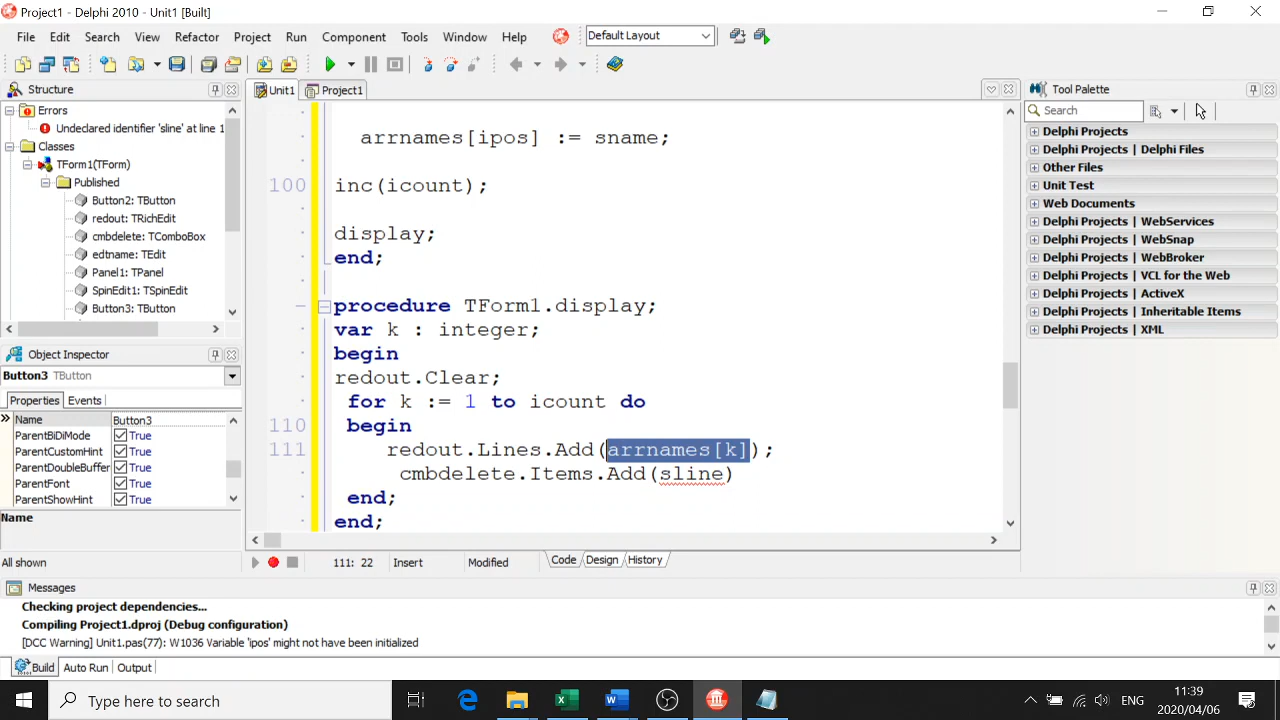 Project1 - Delphi 2010 - Unit1 [Built]
File Edit Search View Refactor Project Run Component Tools Window Help Default Layout
Structure
Errors
Undeclared identifier 'sline' at line 1
Classes
TForm1(TForm)
Published
Button2: TButton
redout: TRichEdit
cmbdelete: TComboBox
edtname: TEdit
Panel1: TPanel
SpinEdit1: TSpinEdit
Button3: TButton
Object Inspector
Button3 TButton
Properties Events
Name Button3
ParentBiDiMode True
ParentCustomHint True
ParentDoubleBuffer True
ParentFont True
ParentShowHint True
Name
All shown
Unit1 Project1
arrnames[ipos] := sname;
100 inc(icount);
display;
end;
procedure TForm1.display;
var k : integer;
begin
redout.Clear;
for k := 1 to icount do
110 begin
111 redout.Lines.Add(arrnames[k]);
cmbdelete.Items.Add(sline)
end;
end;
111: 22 Insert Modified Code Design History
Tool Palette
Search
Delphi Projects
Delphi Projects | Delphi Files
Other Files
Unit Test
Web Documents
Delphi Projects | WebServices
Delphi Projects | WebSnap
Delphi Projects | WebBroker
Delphi Projects | VCL for the Web
Delphi Projects | ActiveX
Delphi Projects | Inheritable Items
Delphi Projects | XML
Messages
Checking project dependencies...
Compiling Project1.dproj (Debug configuration)
[DCC Warning] Unit1.pas(77): W1036 Variable 'ipos' might not have been initialized
Build Auto Run Output
Type here to search
ENG
11:39
2020/04/06